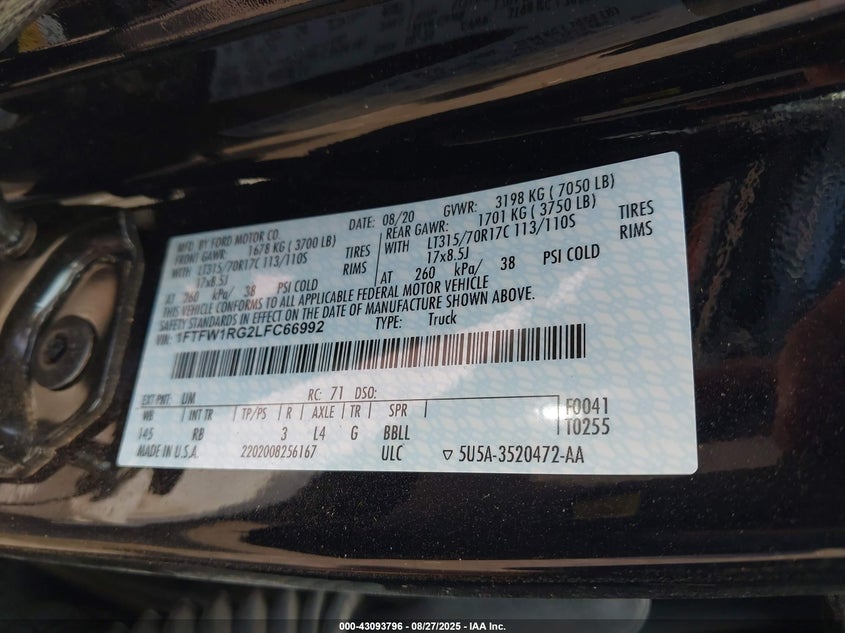 MFD. BY FORD MOTOR CO. DATE: 08/20 GVWR: 3198 KG ( 7050 LB)
FRONT GAWR: 1678 KG ( 3700 LB) REAR GAWR: 1701 KG ( 3750 LB)
WITH LT315/70R17C 113/110S TIRES WITH LT315/70R17C 113/110S TIRES
17x8.5J RIMS 17x8.5J RIMS
AT 260 kPa/ 38 PSI COLD AT 260 kPa/ 38 PSI COLD
THIS VEHICLE CONFORMS TO ALL APPLICABLE FEDERAL MOTOR VEHICLE
SAFETY STANDARDS IN EFFECT ON THE DATE OF MANUFACTURE SHOWN ABOVE.
VIN: 1FTFW1RG2LFC66992 TYPE: Truck
EXT PNT: UM RC: 71 DSO:
WB INT TR TP/PS R AXLE TR SPR F0041
145 RB 3 L4 G BBLL T0255
MADE IN U.S.A. 2202008256167 ULC ▽ 5U5A-3520472-AA
000-43093796 - 08/27/2025 - IAA Inc.